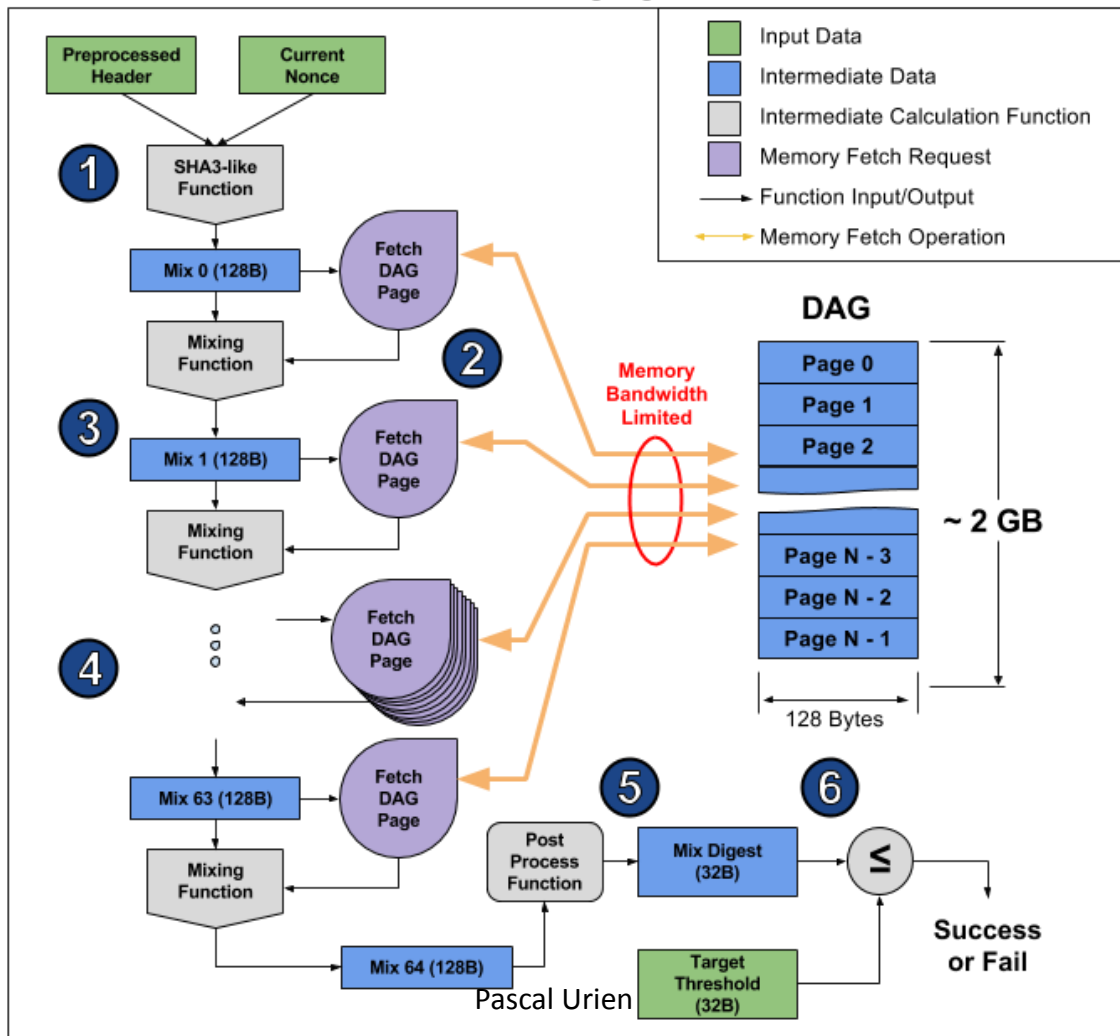 Preprocessed
Header
Current
Nonce
Input Data
Intermediate Data
Intermediate Calculation Function
Memory Fetch Request
Function Input/Output
Memory Fetch Operation
1
SHA3-like
Function
Mix 0 (128B)
Fetch
DAG
Page
Mixing
Function
2
3
Mix 1 (128B)
Fetch
DAG
Page
Mixing
Function
Memory
Bandwidth
Limited
DAG
Page 0
Page 1
Page 2
Page N - 3
Page N - 2
Page N - 1
~ 2 GB
128 Bytes
4
Fetch
DAG
Page
Mix 63 (128B)
Fetch
DAG
Page
Mixing
Function
Mix 64 (128B)
Post
Process
Function
5
Mix Digest
(32B)
6
≤
Target
Threshold
(32B)
Success
or Fail
Pascal Urien